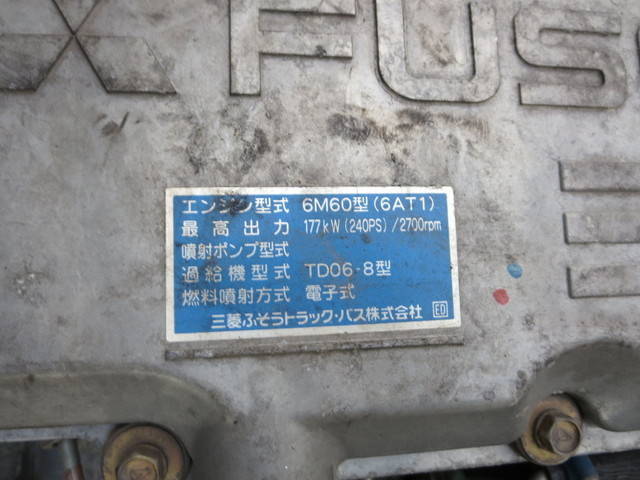 FUSO
エンジン型式 6M60型(6AT1)
最高出力 177kW(240PS)/2700rpm
噴射ポンプ型式
過給機型式 TD06-8型
燃料噴射方式 電子式
三菱ふそうトラック・バス株式会社 ED